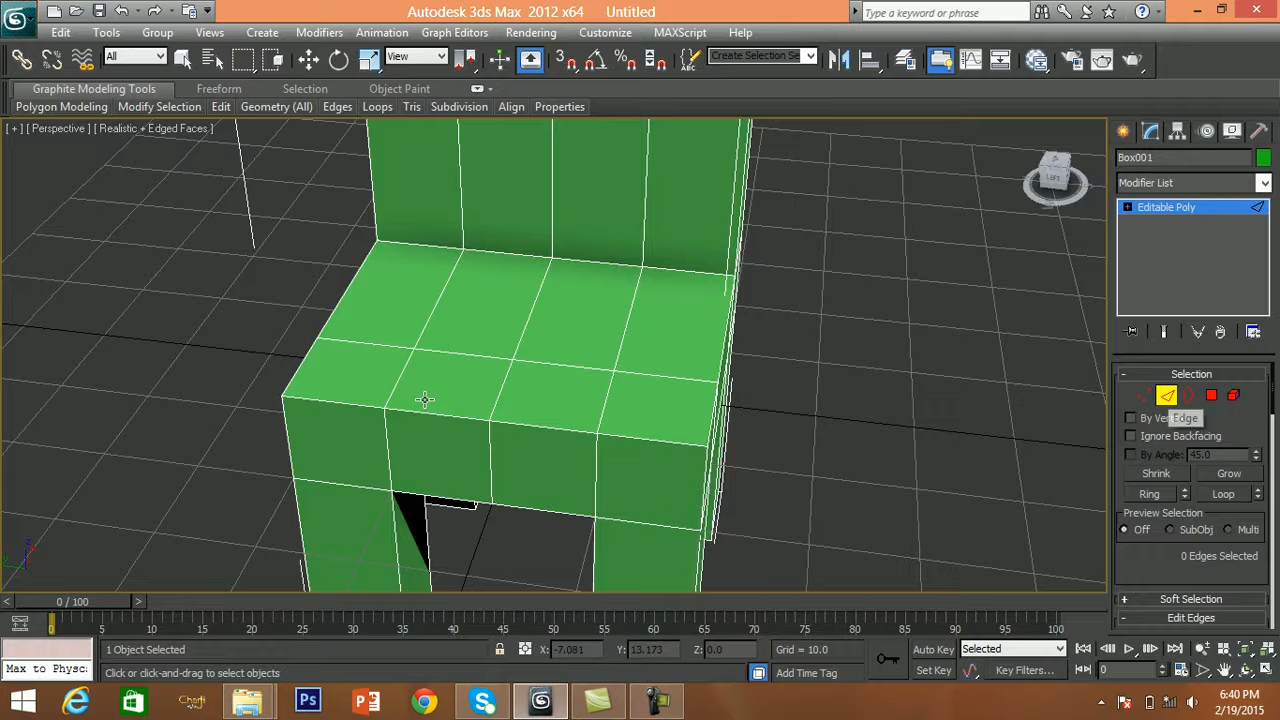 Autodesk 3ds Max 2012 x64 Untitled
Type a keyword or phrase
Edit Tools Group Views Create Modifiers Animation Graph Editors Rendering Customize MAXScript Help
All View 3 Create Selection Se
Graphite Modeling Tools Freeform Selection Object Paint
Polygon Modeling Modify Selection Edit Geometry (All) Edges Loops Tris Subdivision Align Properties
[ + ] [ Perspective ] [ Realistic + Edged Faces ]
LEFT
Box001
Modifier List
Editable Poly
Selection
By Ver
Edge
Ignore Backfacing
By Angle: 45.0
Shrink Grow
Ring Loop
Preview Selection
Off SubObj Multi
0 Edges Selected
Soft Selection
Edit Edges
0 / 100
0 5 10 15 20 25 30 35 40 45 50 55 60 65 70 75 80 85 90 95 100
1 Object Selected X: -7.081 Y: 13.173 Z: 0.0 Grid = 10.0 Auto Key Selected
Max to Physc Click or click-and-drag to select objects Add Time Tag Set Key Key Filters... 0
6:40 PM
2/19/2015